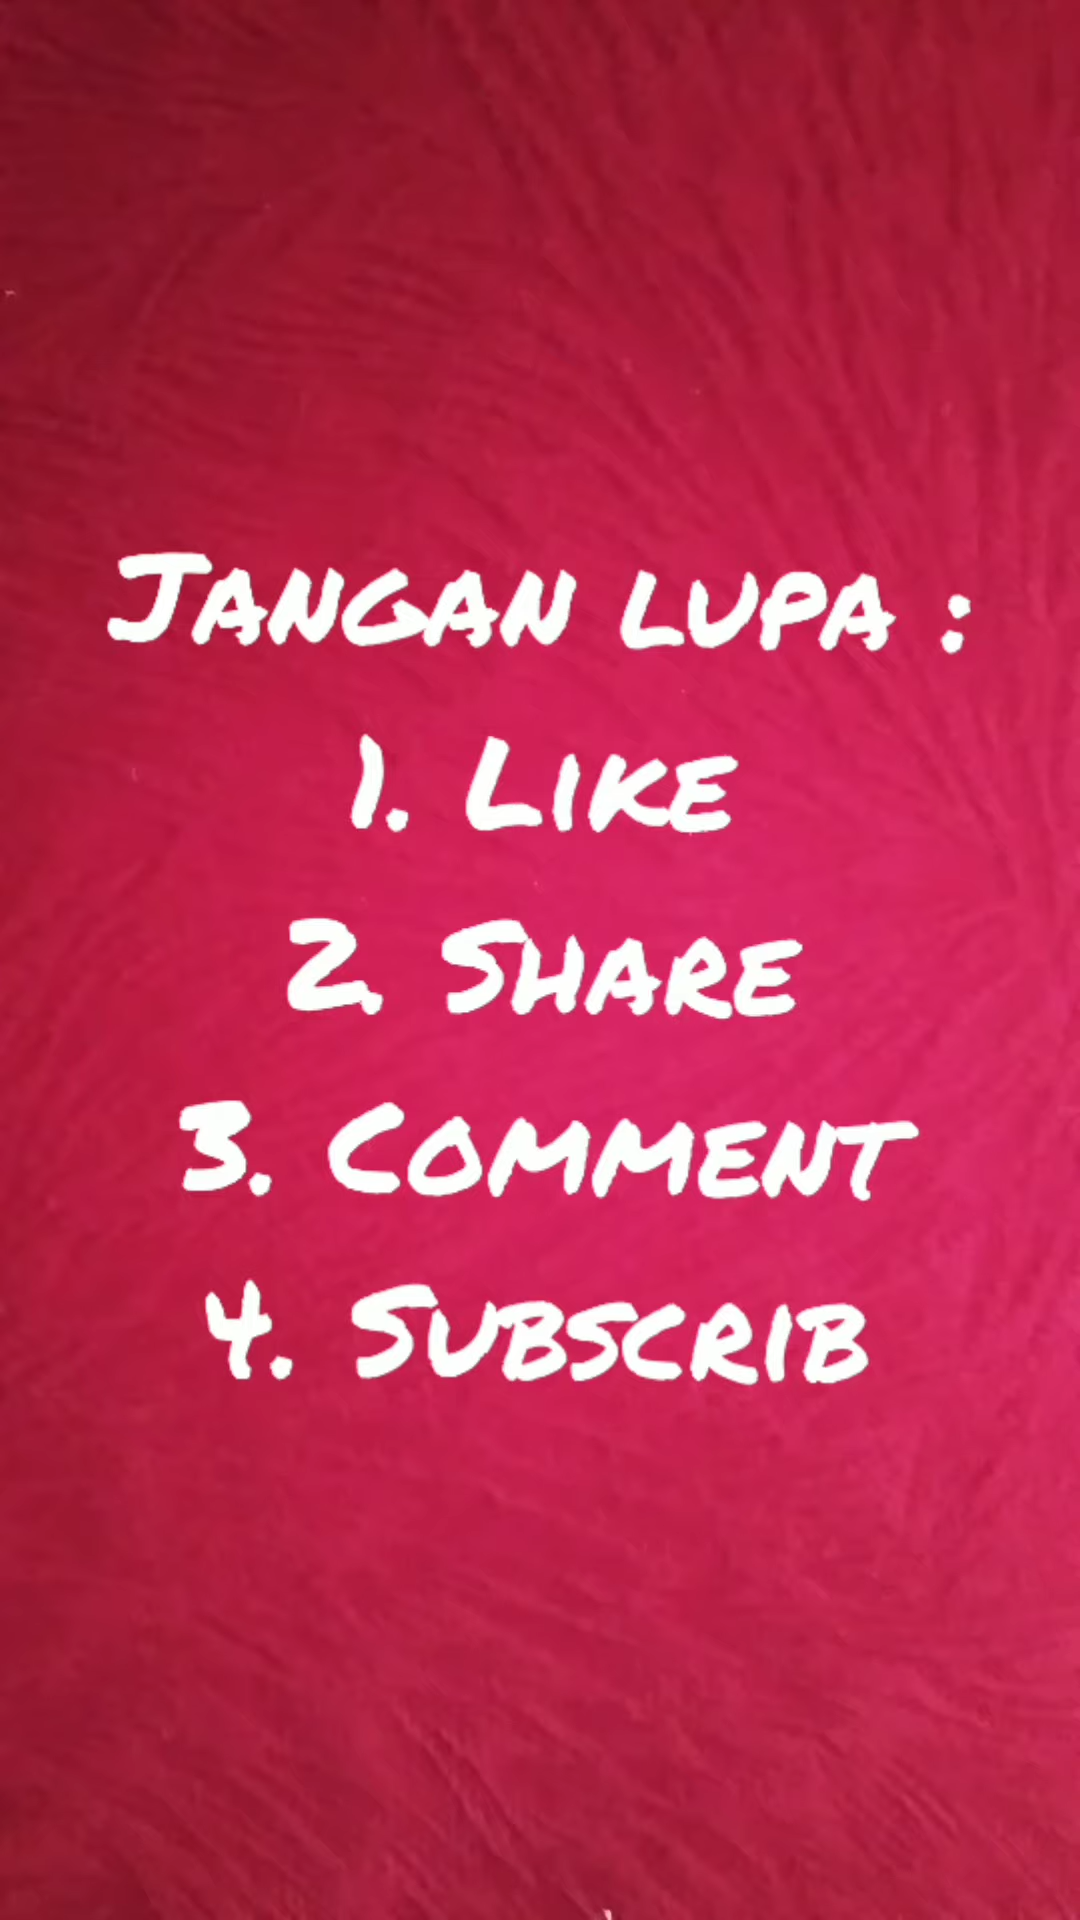 Jangan lupa :
1. Like
2. Share
3. Comment
4. Subscrib